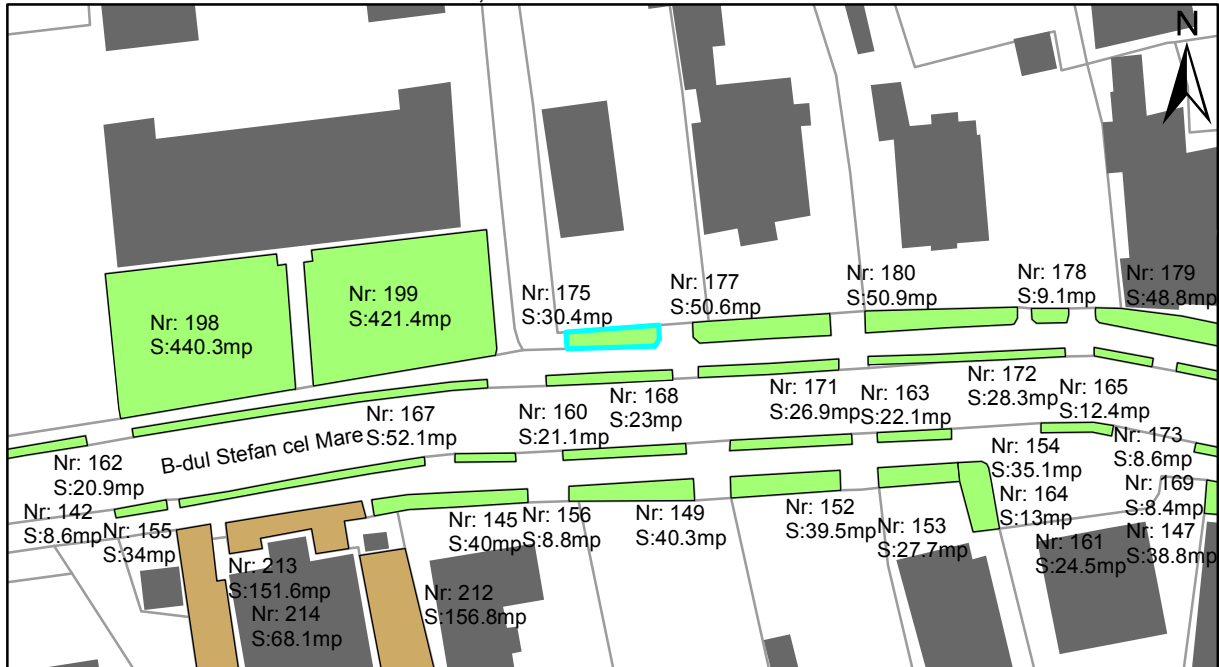 N
Nr: 175
S:30.4mp
Nr: 177
S:50.6mp
Nr: 180
S:50.9mp
Nr: 178
S:9.1mp
Nr: 179
S:48.8mp
Nr: 198
S:440.3mp
Nr: 199
S:421.4mp
Nr: 162
S:20.9mp
B-dul Stefan cel Mare
Nr: 167
S:52.1mp
Nr: 160
S:21.1mp
Nr: 168
S:23mp
Nr: 171
S:26.9mp
Nr: 163
S:22.1mp
Nr: 172
S:28.3mp
Nr: 165
S:12.4mp
Nr: 142
S:8.6mp
Nr: 155
S:34mp
Nr: 145
S:40mp
Nr: 156
S:8.8mp
Nr: 149
S:40.3mp
Nr: 152
S:39.5mp
Nr: 153
S:27.7mp
Nr: 154
S:35.1mp
Nr: 164
S:13mp
Nr: 173
S:8.6mp
Nr: 169
S:8.4mp
Nr: 161
S:24.5mp
Nr: 147
S:38.8mp
Nr: 213
S:151.6mp
Nr: 214
S:68.1mp
Nr: 212
S:156.8mp